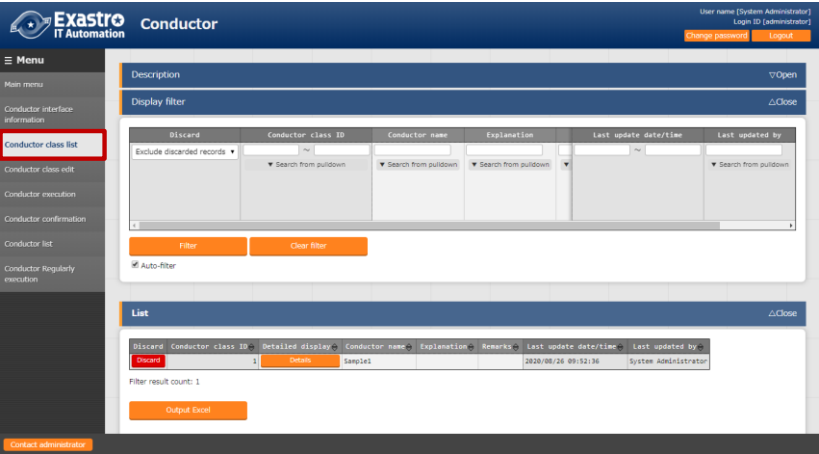 Exastro
IT Automation
Conductor
User name [System Administrator]
Login ID [administrator]
Change password
Logout
≡ Menu
Main menu
Conductor interface
information
Conductor class list
Conductor class edit
Conductor execution
Conductor confirmation
Conductor list
Conductor Regularly
execution
Contact administrator
Description
▽Open
Display filter
△Close
Discard Conductor class ID Conductor name Explanation Last update date/time Last updated by
Exclude discarded records ▼ ~ ~
▼ Search from pulldown ▼ Search from pulldown ▼ Search from pulldown ▼ ▼ Search from pulldown
Filter
Clear filter
Auto-filter
List
△Close
Discard Conductor class ID Detailed display Conductor name Explanation Remarks Last update date/time Last updated by
Discard 1 Details Sample1 2020/08/26 09:52:36 System Administrator
Filter result count: 1
Output Excel